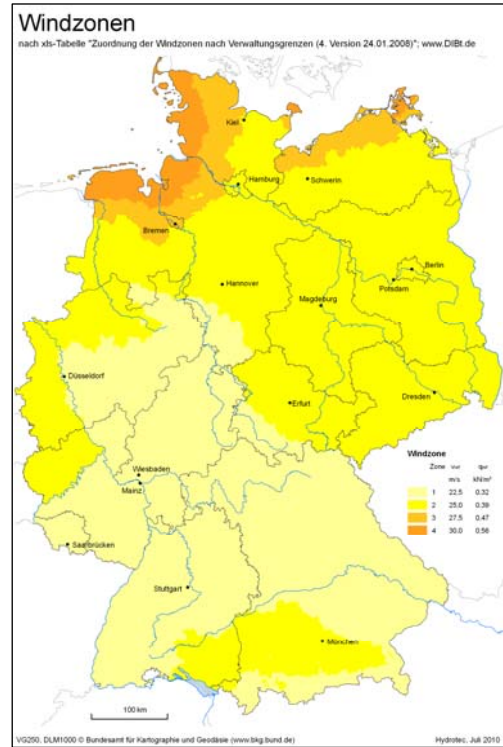 Windzonen
nach xls-Tabelle "Zuordnung der Windzonen nach Verwaltungsgrenzen (4. Version 24.01.2008)"; www.DIBt.de
Kiel
Hamburg
Schwerin
Bremen
Berlin
Hannover
Potsdam
Magdeburg
Düsseldorf
Dresden
Erfurt
Windzone
Zone vur qur
m/s kN/m²
1 22,5 0,32
2 25,0 0,39
3 27,5 0,47
4 30,0 0,56
Wiesbaden
Mainz
Saarbrücken
Stuttgart
München
100 km
VG250, DLM1000 © Bundesamt für Kartographie und Geodäsie (www.bkg.bund.de)
Hydrotec, Juli 2010